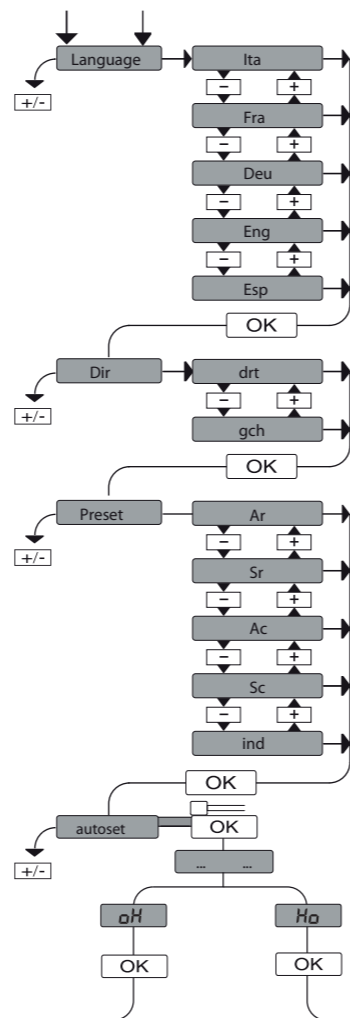 Language Ita
+/- − +
Fra
− +
Deu
− +
Eng
− +
Esp
OK
Dir drt
+/- − +
gch
OK
Preset Ar
+/- − +
Sr
− +
Ac
− +
Sc
− +
ind
OK
autoset OK
+/-
... ...
oH Ho
OK OK